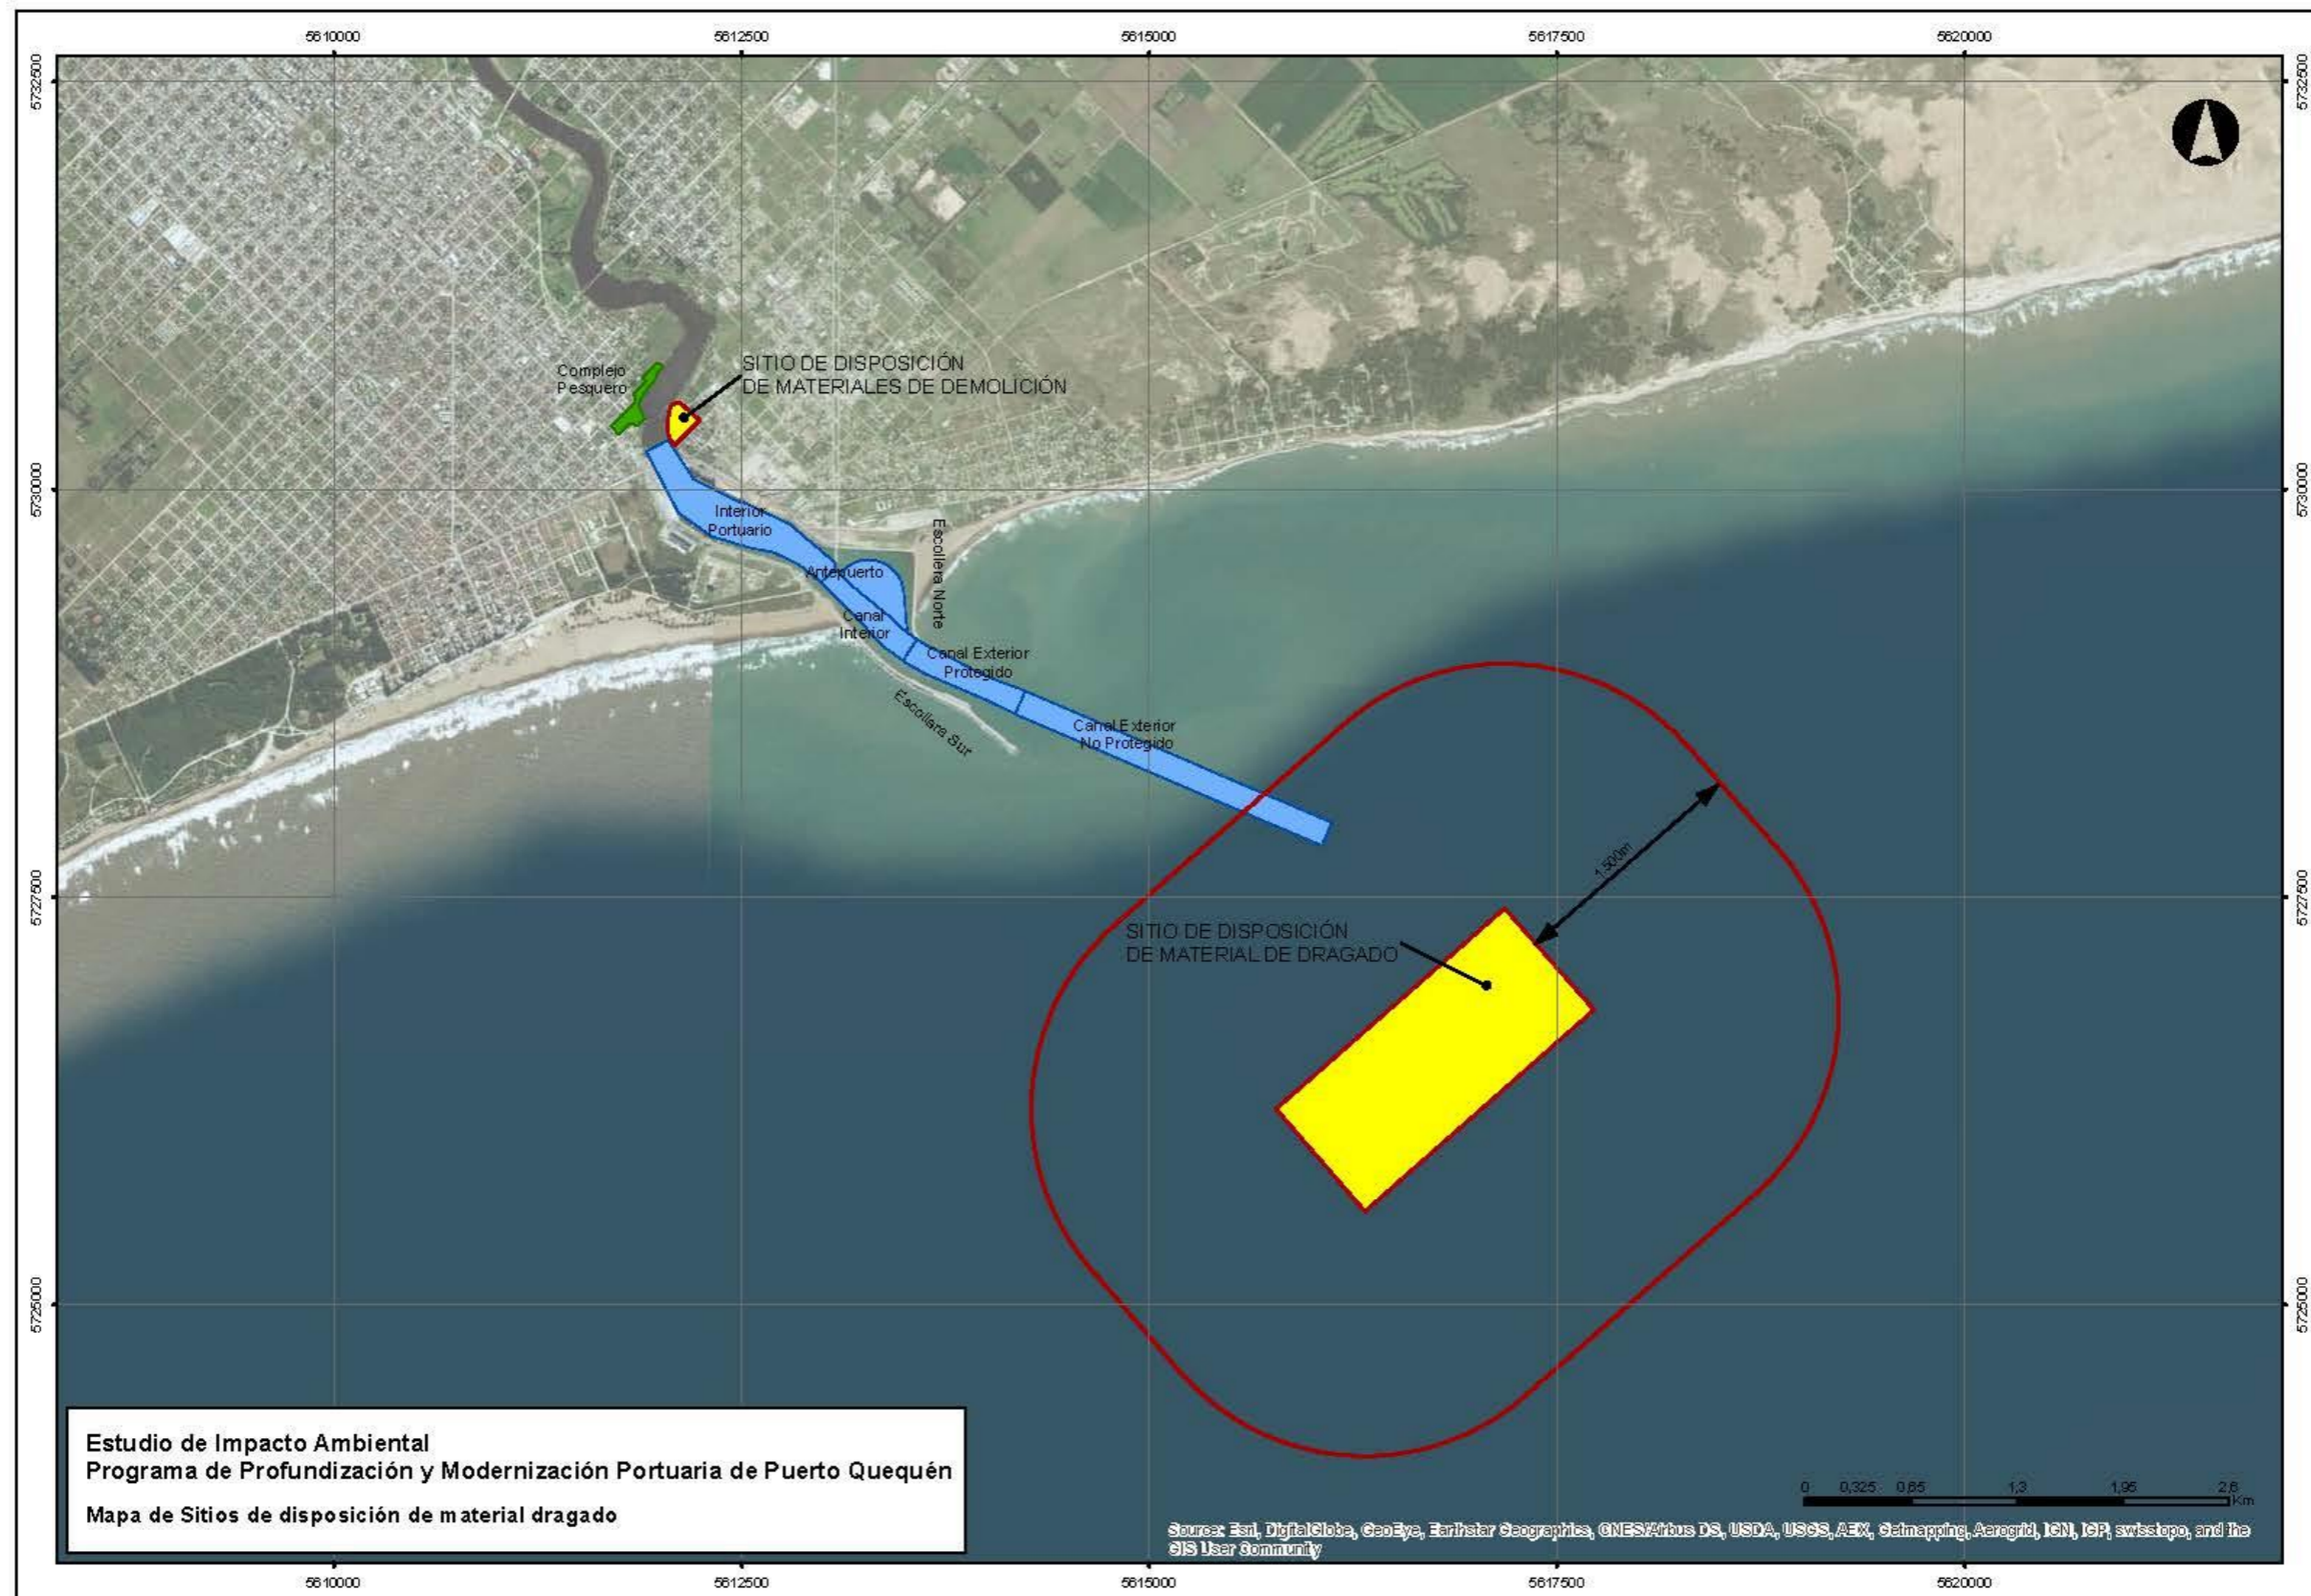 5610000 5612500 5615000 5617500 5620000
5732500
5732500
SITIO DE DISPOSICIÓN
DE MATERIALES DE DEMOLICIÓN
Complejo
Pesquero
5730000
5730000
Interior
Portuario
Escollera Norte
Antepuerto
Canal
Interior
Canal Exterior
Protegido
Escollara Sur
Canal Exterior
No Protegido
1,500m
5727500
5727500
SITIO DE DISPOSICIÓN
DE MATERIAL DE DRAGADO
5725000
5725000
Estudio de Impacto Ambiental
Programa de Profundización y Modernización Portuaria de Puerto Quequén
Mapa de Sitios de disposición de material dragado
0 0,325 0,65 1,3 1,95 2,6
Km
Source: Esri, DigitalGlobe, GeoEye, Earthstar Geographics, CNES/Airbus DS, USDA, USGS, AEX, Getmapping, Aerogrid, IGN, IGP, swisstopo, and the
GIS User Community
5610000 5612500 5615000 5617500 5620000